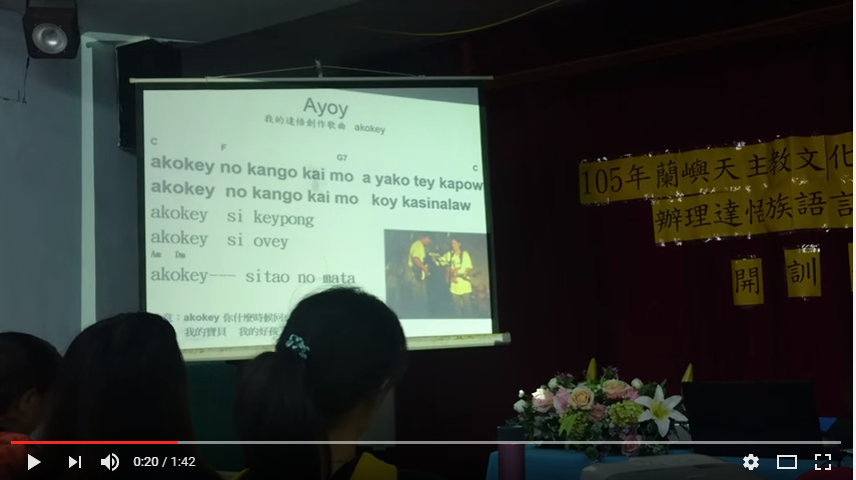 Ayoy
我的達悟創作歌曲 akokey
C F G7 C
akokey no kango kai mo a yako tey kapow
akokey no kango kai mo koy kasinalaw
akokey si keypong
akokey si ovey
Am Dm
akokey--- sitao no mata
：akokey 你什麼時候回
我的寶貝 我的好孩
105年蘭嶼天主教文化
辦理達悟族語言
開訓
0:20 / 1:42